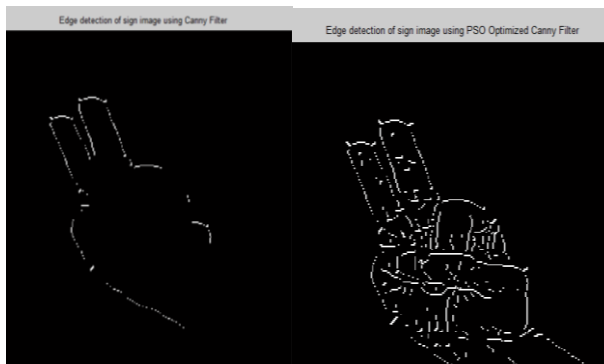 Edge detection of sign image using Canny Filter
Edge detection of sign image using PSO Optimized Canny Filter